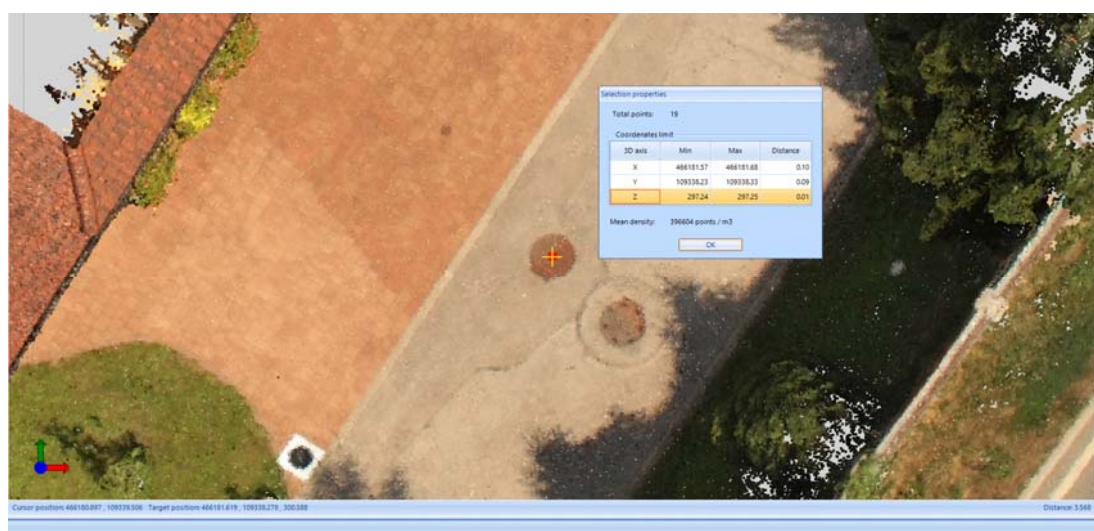 Selection properties
Total points: 19
Coordenates limit
3D axis Min Max Distance
X 466181.57 466181.68 0.10
Y 109338.23 109338.33 0.09
Z 297.24 297.25 0.01
Mean density: 396604 points / m3
OK
Cursor position: 466180.897 , 109339.506 Target position: 466181.619 , 109338.278 , 300.388 Distance: 3.568